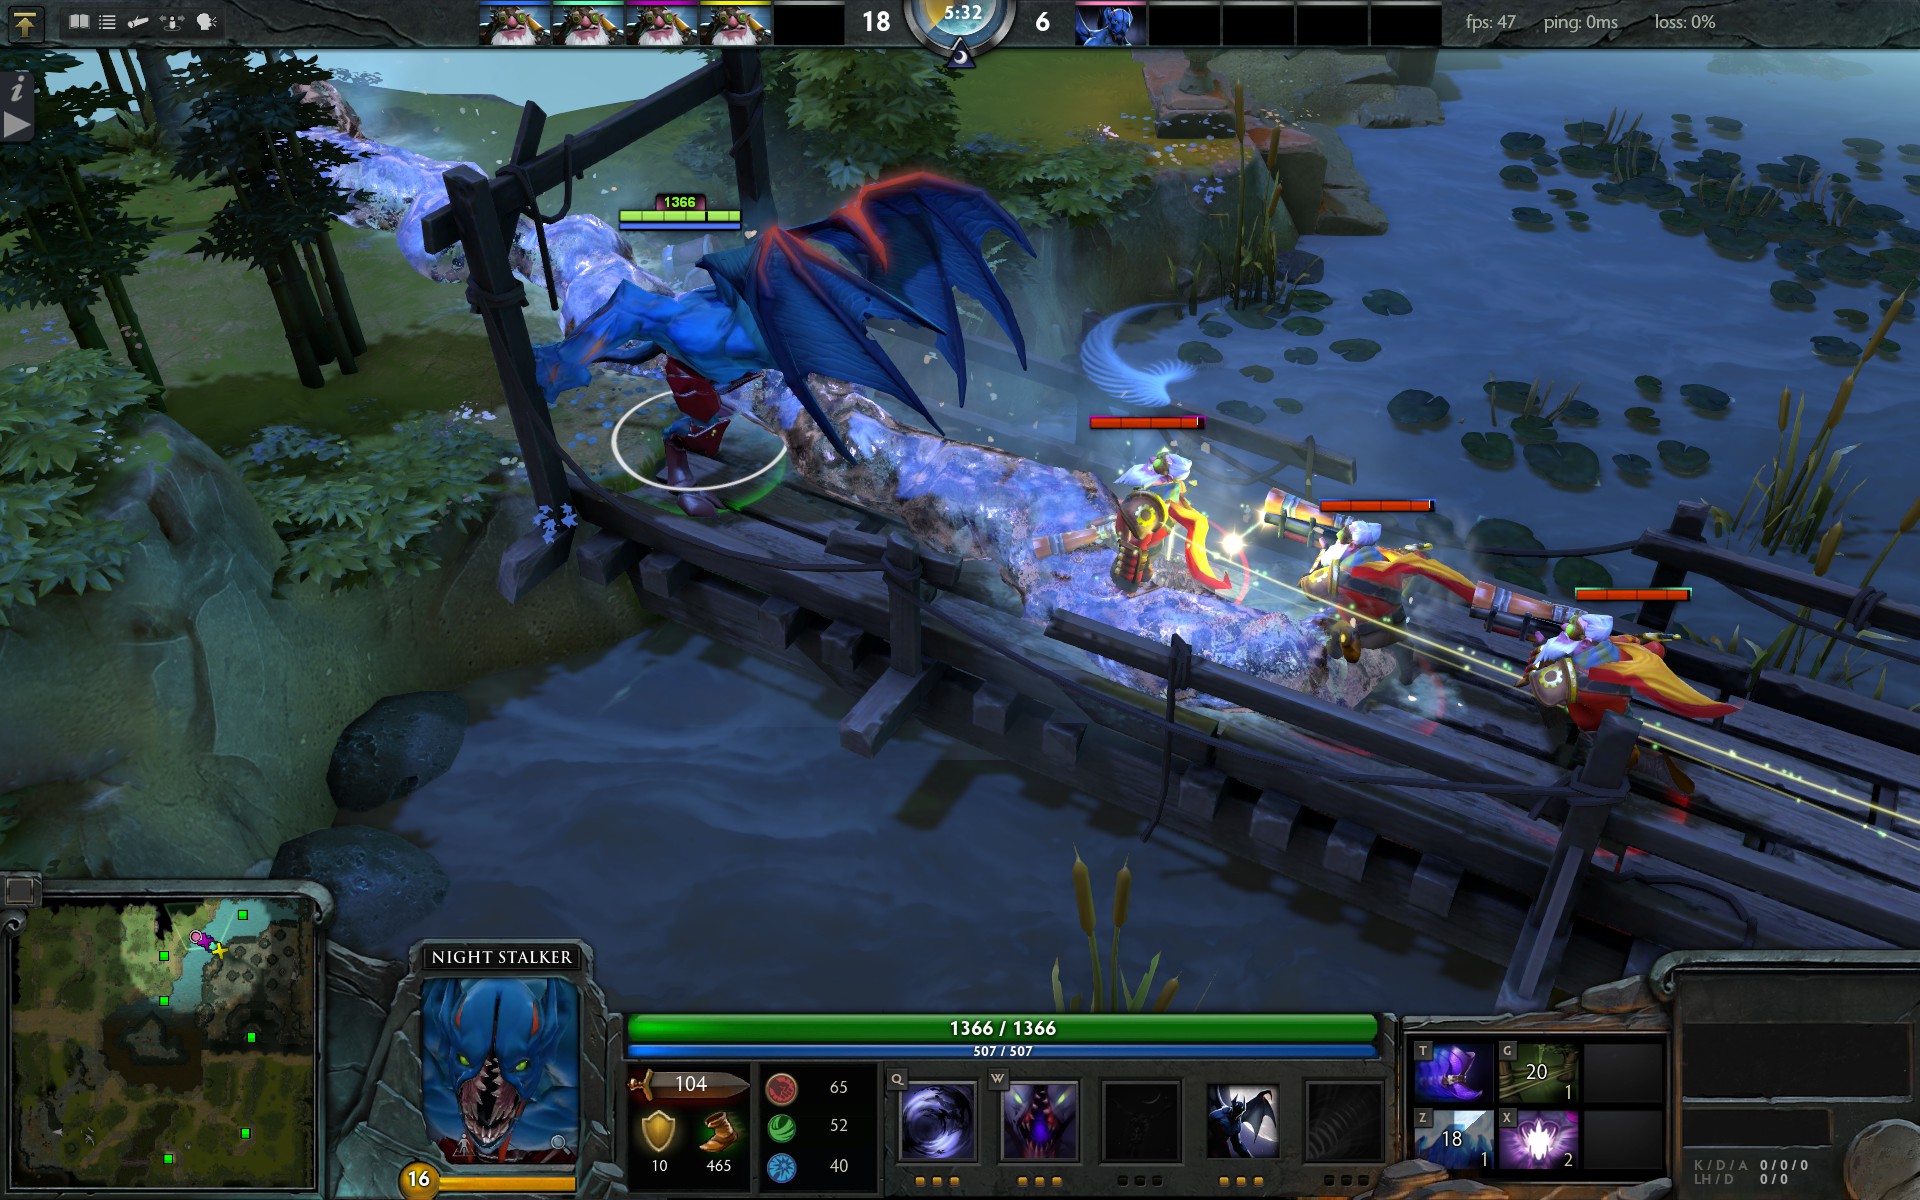 18
5:32
6
fps: 47 ping: 0ms loss: 0%
1366
NIGHT STALKER
16
1366 / 1366
507 / 507
104
10
465
65
52
40
Q
W
T
G
20
1
Z
18
1
X
2
K / D / A 0 / 0 / 0
LH / D 0 / 0